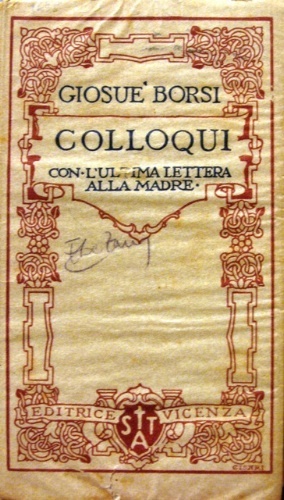 GIOSUE' BORSI
COLLOQUI
CON·L'ULTIMA LETTERA
ALLA MADRE·
EDITRICE VICENZA
S T A